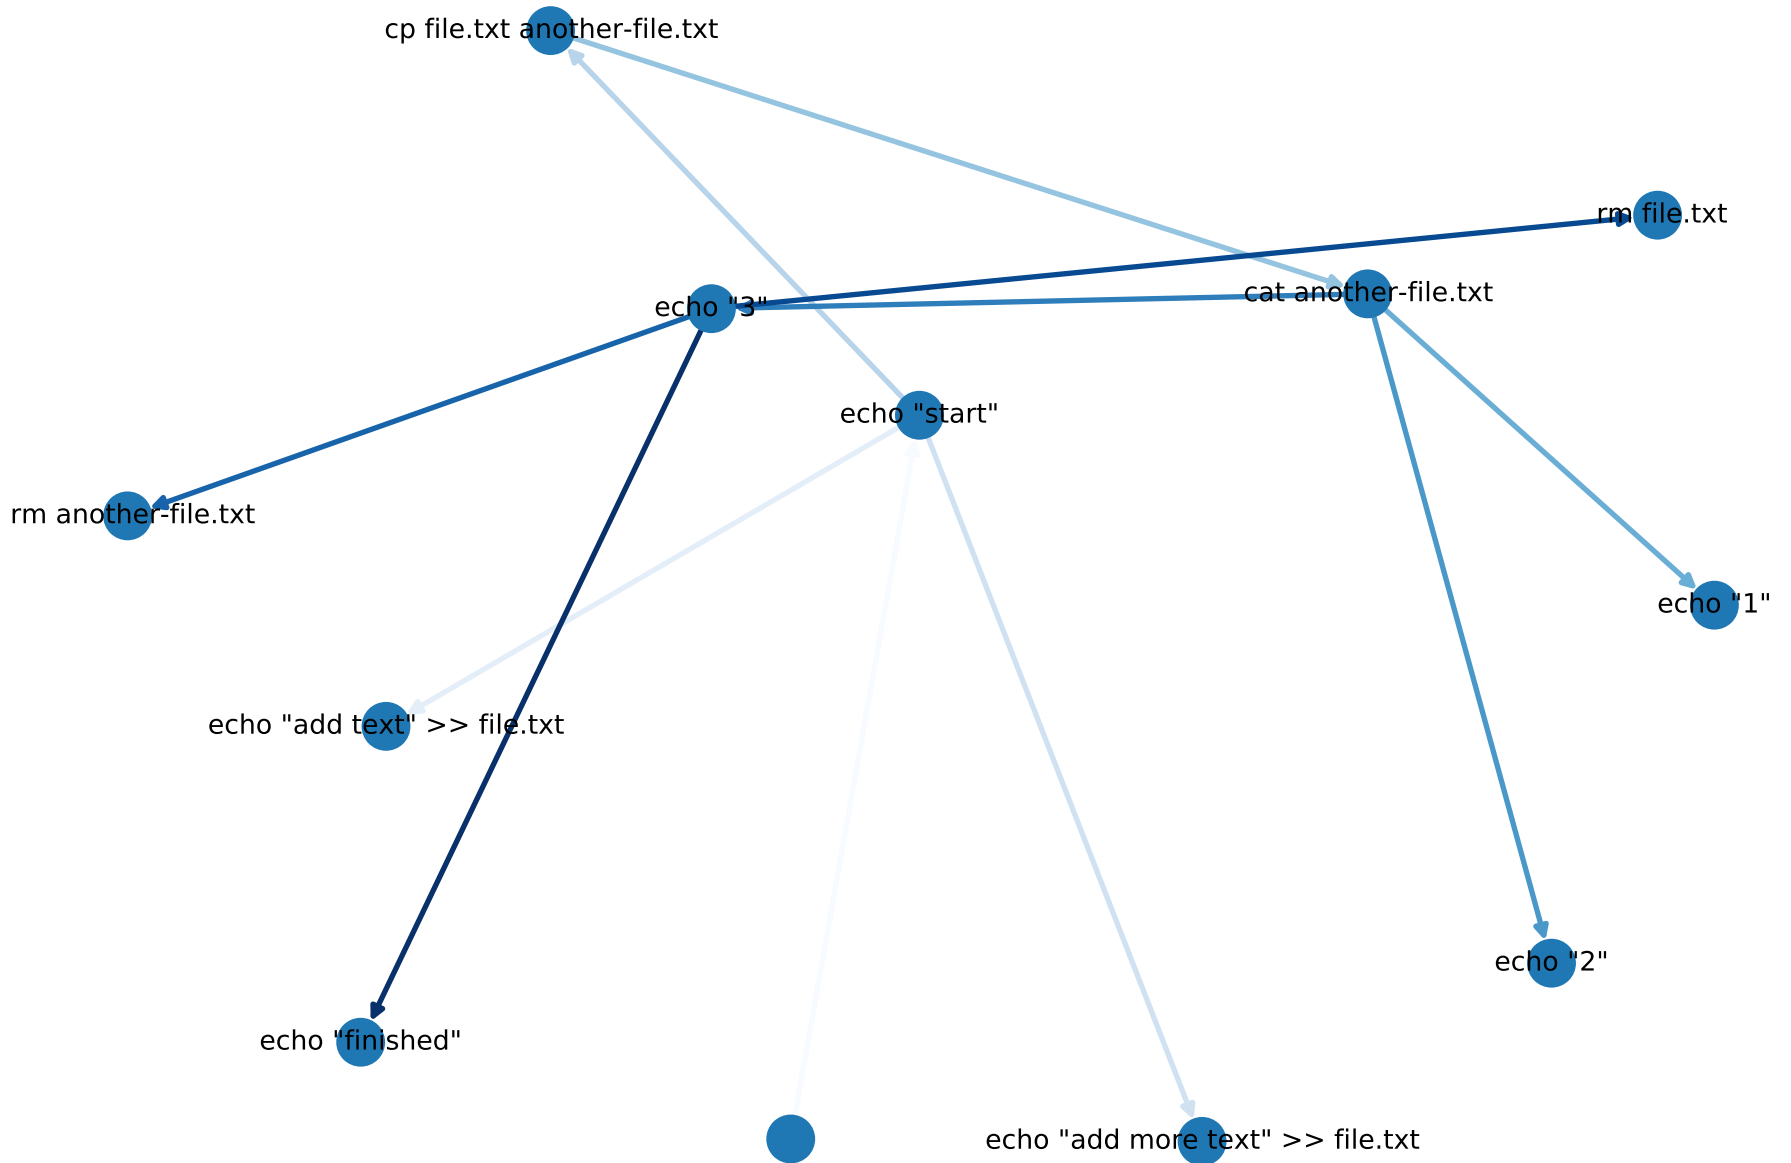 cp file.txt another-file.txt
rm file.txt
cat another-file.txt
echo "3"
echo "start"
rm another-file.txt
echo "1"
echo "add text" >> file.txt
echo "2"
echo "finished"
echo "add more text" >> file.txt